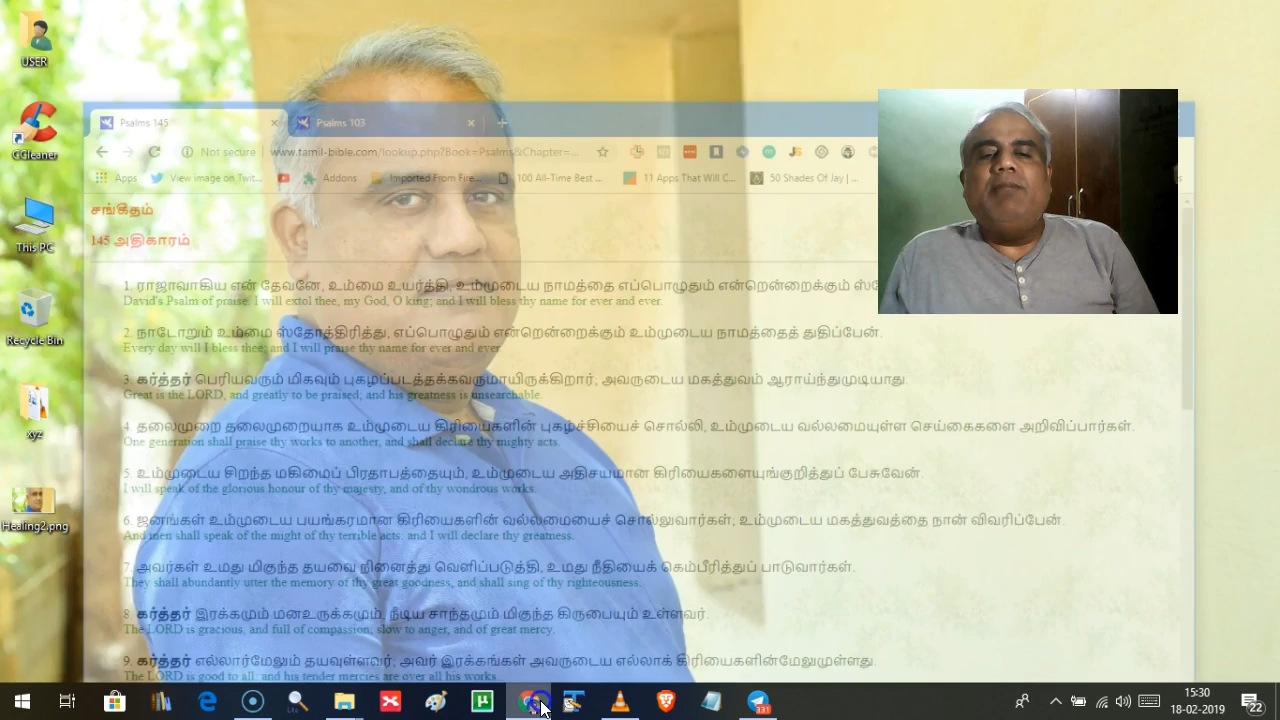 USER
CCleaner
This PC
Recycle Bin
xyz
Healing2.png
Psalms 145
Psalms 103
Not secure
www.tamil-bible.com/lookup.php?Book=Psalms&Chapter=...
Apps
View image on Twit...
Addons
Imported From Fire...
100 All-Time Best ...
11 Apps That Will C...
50 Shades Of Jay |...
சங்கீதம்
145 அதிகாரம்
1. ராஜாவாகிய என் தேவனே, உம்மை உயர்த்தி, உம்முடைய நாமத்தை எப்பொழுதும் என்றென்றைக்கும்
David's Psalm of praise. I will extol thee, my God, O king; and I will bless thy name for ever and ever.
2. நாடோறும் உம்மை ஸ்தோத்திரித்து, எப்பொழுதும் என்றென்றைக்கும் உம்முடைய நாமத்தைத் துதிப்பேன்.
Every day will I bless thee; and I will praise thy name for ever and ever.
3. கர்த்தர் பெரியவரும் மிகவும் புகழப்படத்தக்கவருமாயிருக்கிறார்; அவருடைய மகத்துவம் ஆராய்ந்துமுடியாது.
Great is the LORD, and greatly to be praised; and his greatness is unsearchable.
4. தலைமுறை தலைமுறையாக உம்முடைய கிரியைகளின் புகழ்ச்சியைச் சொல்லி, உம்முடைய வல்லமையுள்ள செய்கைகளை அறிவிப்பார்கள்.
One generation shall praise thy works to another, and shall declare thy mighty acts.
5. உம்முடைய சிறந்த மகிமைப் பிரதாபத்தையும், உம்முடைய அதிசயமான கிரியைகளையுங்குறித்துப் பேசுவேன்.
I will speak of the glorious honour of thy majesty, and of thy wondrous works.
6. ஜனங்கள் உம்முடைய பயங்கரமான கிரியைகளின் வல்லமையைச் சொல்லுவார்கள்; உம்முடைய மகத்துவத்தை நான் விவரிப்பேன்.
And men shall speak of the might of thy terrible acts: and I will declare thy greatness.
7. அவர்கள் உமது மிகுந்த தயவை நினைத்து வெளிப்படுத்தி, உமது நீதியைக் கெம்பீரித்துப் பாடுவார்கள்.
They shall abundantly utter the memory of thy great goodness, and shall sing of thy righteousness.
8. கர்த்தர் இரக்கமும் மனஉருக்கமும், நீடிய சாந்தமும் மிகுந்த கிருபையும் உள்ளவர்.
The LORD is gracious, and full of compassion; slow to anger, and of great mercy.
9. கர்த்தர் எல்லார்மேலும் தயவுள்ளவர்; அவர் இரக்கங்கள் அவருடைய எல்லாக் கிரியைகளின்மேலுமுள்ளது.
The LORD is good to all: and his tender mercies are over all his works.
331
15:30
18-02-2019
22